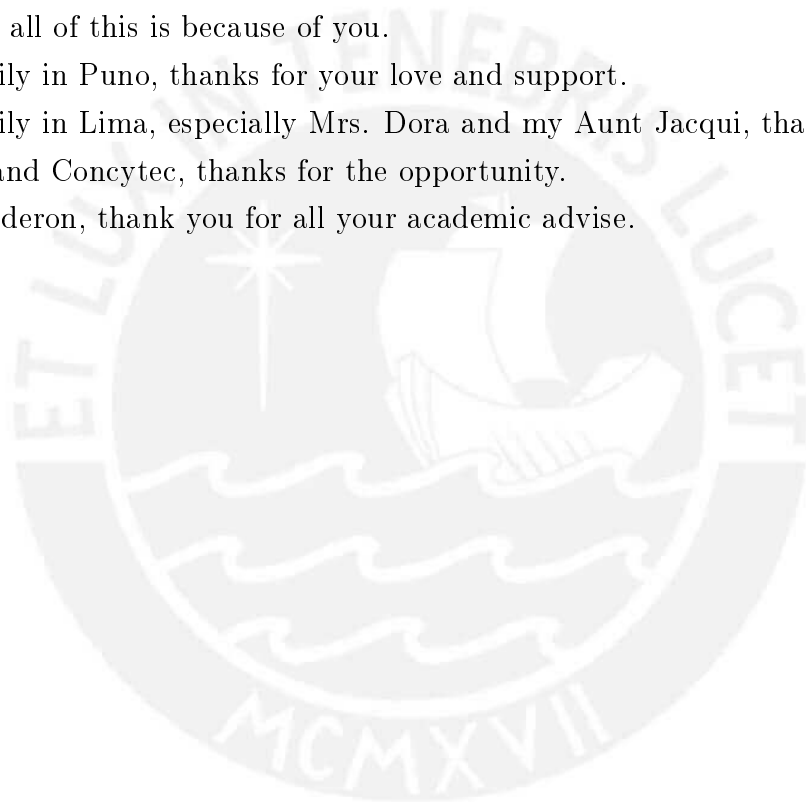 all of this is because of you.
ily in Puno, thanks for your love and support.
ily in Lima, especially Mrs. Dora and my Aunt Jacqui, tha
and Concytec, thanks for the opportunity.
deron, thank you for all your academic advise.
ET LUX IN TENEBRIS LUCET
MCMXVII